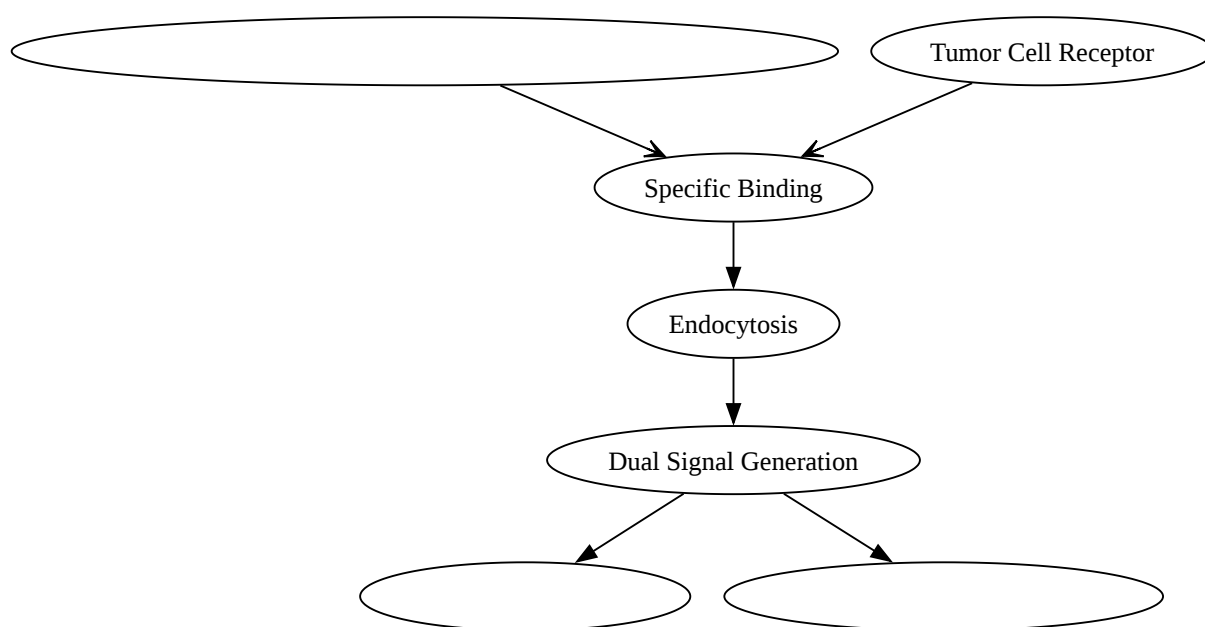 Tumor Cell Receptor
Specific Binding
Endocytosis
Dual Signal Generation